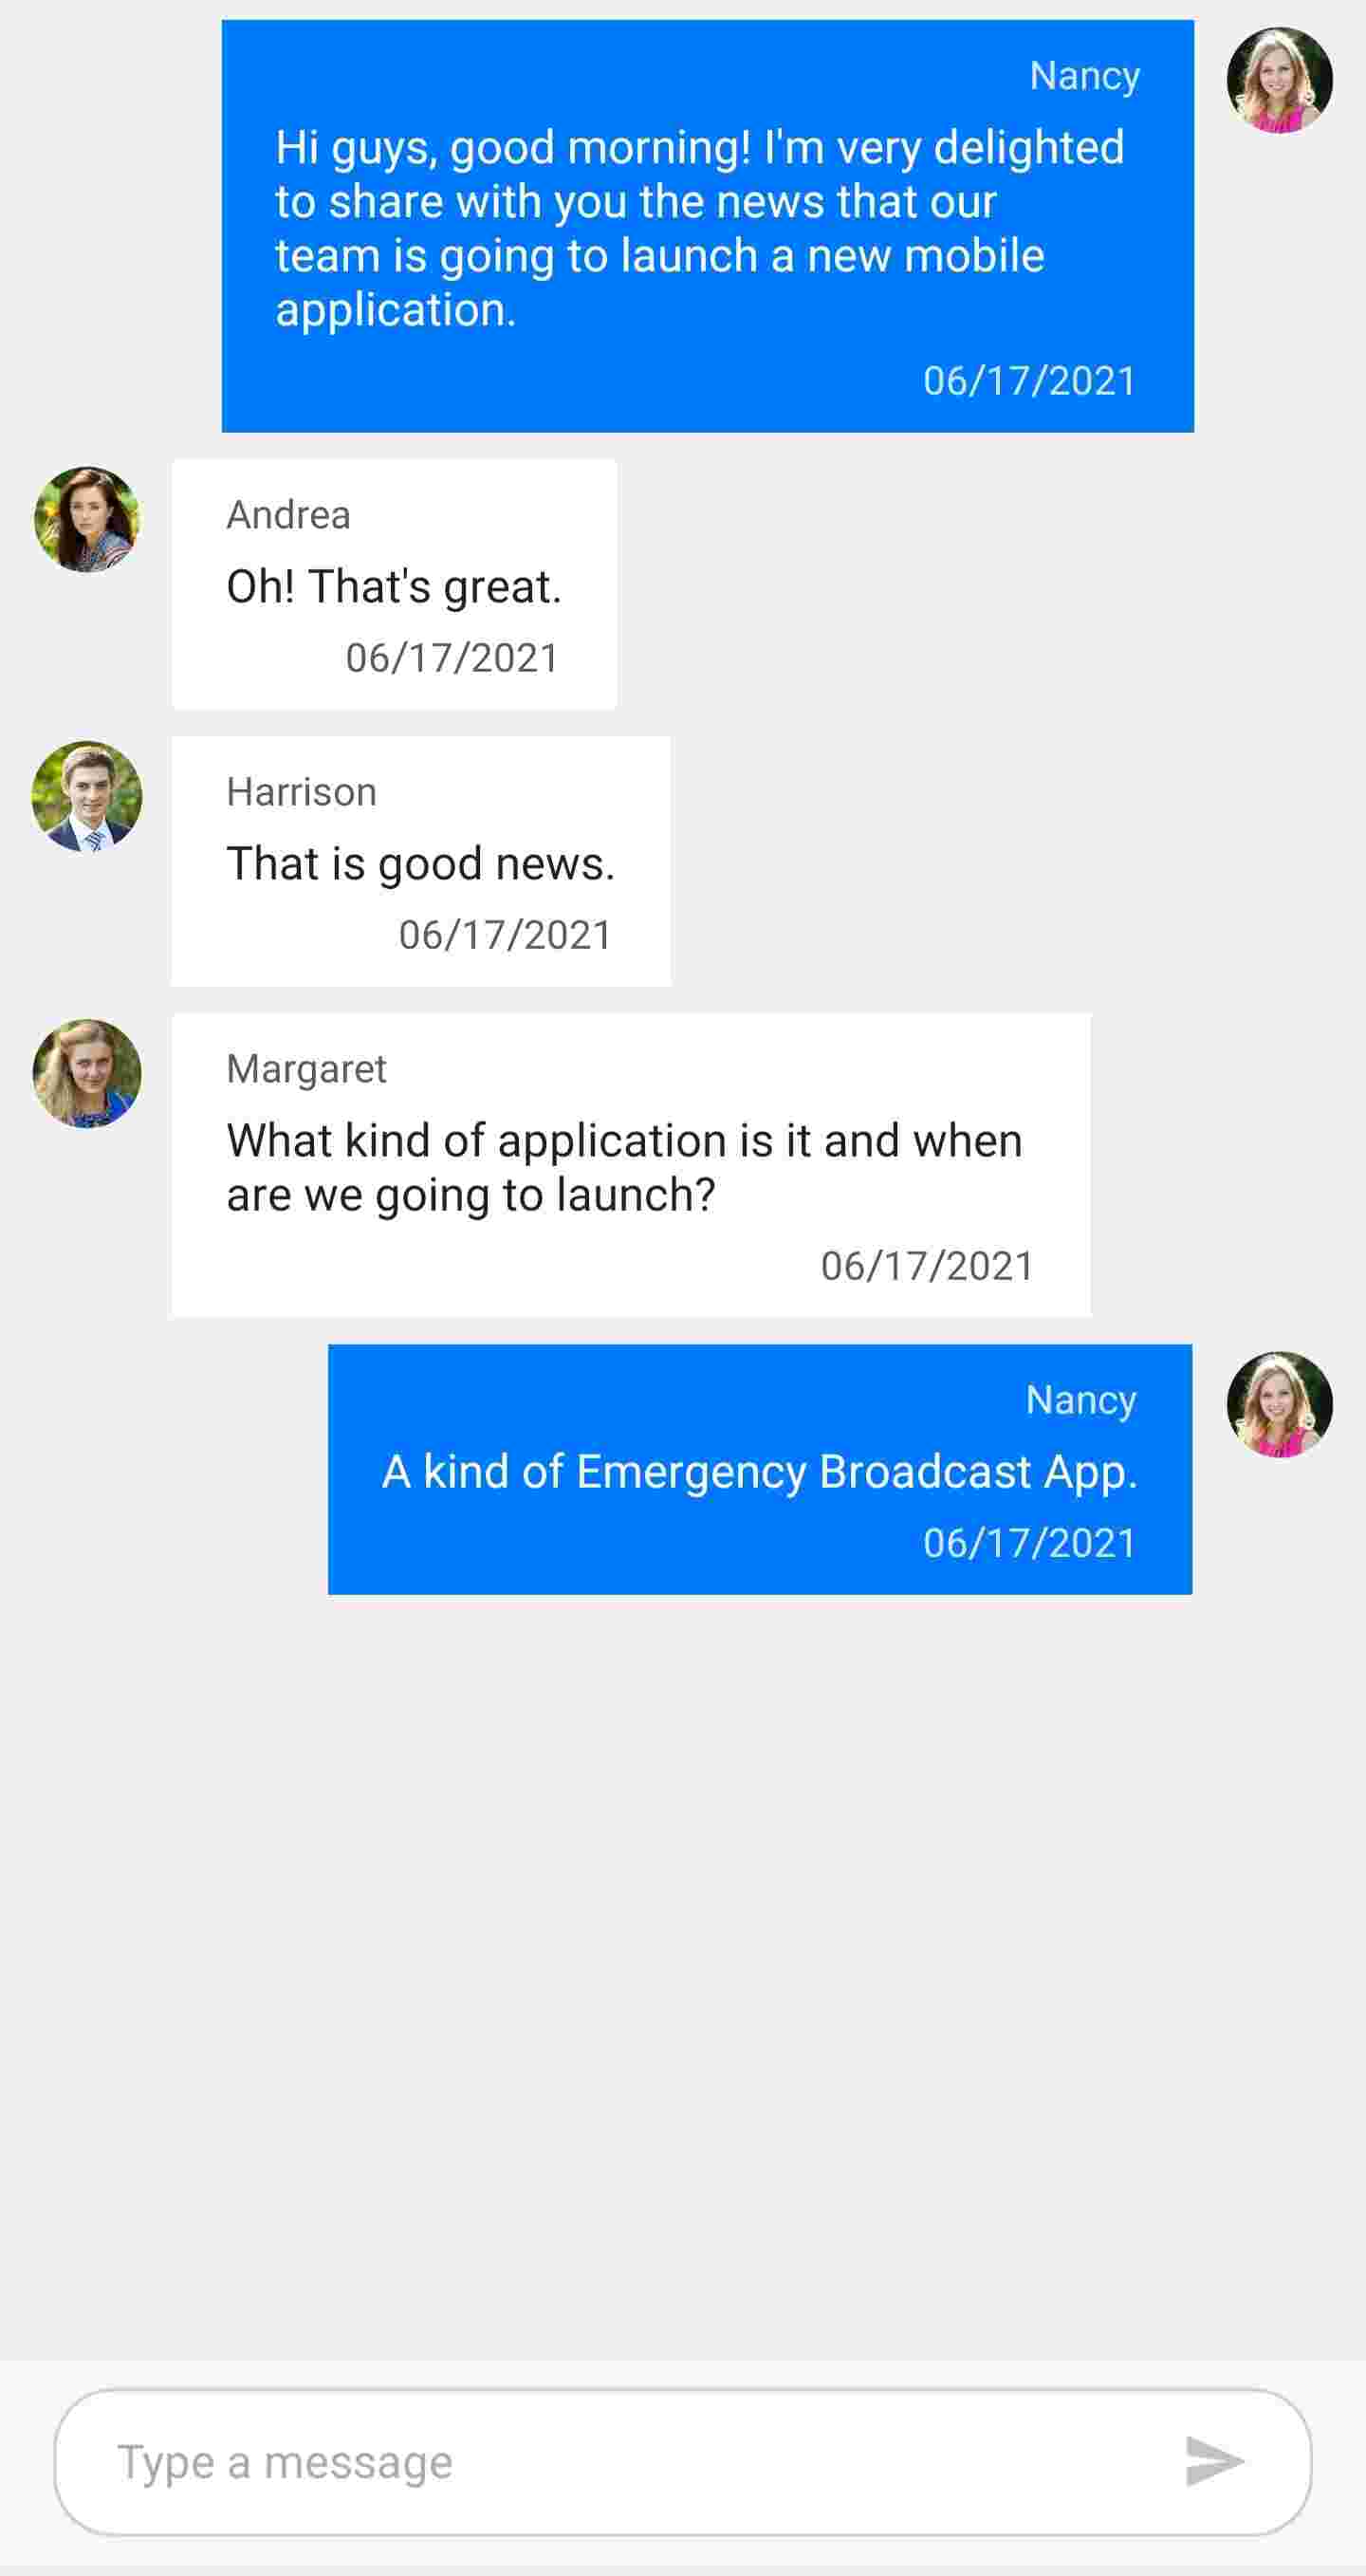 Nancy
Hi guys, good morning! I'm very delighted
to share with you the news that our
team is going to launch a new mobile
application.
06/17/2021
Andrea
Oh! That's great.
06/17/2021
Harrison
That is good news.
06/17/2021
Margaret
What kind of application is it and when
are we going to launch?
06/17/2021
Nancy
A kind of Emergency Broadcast App.
06/17/2021
Type a message